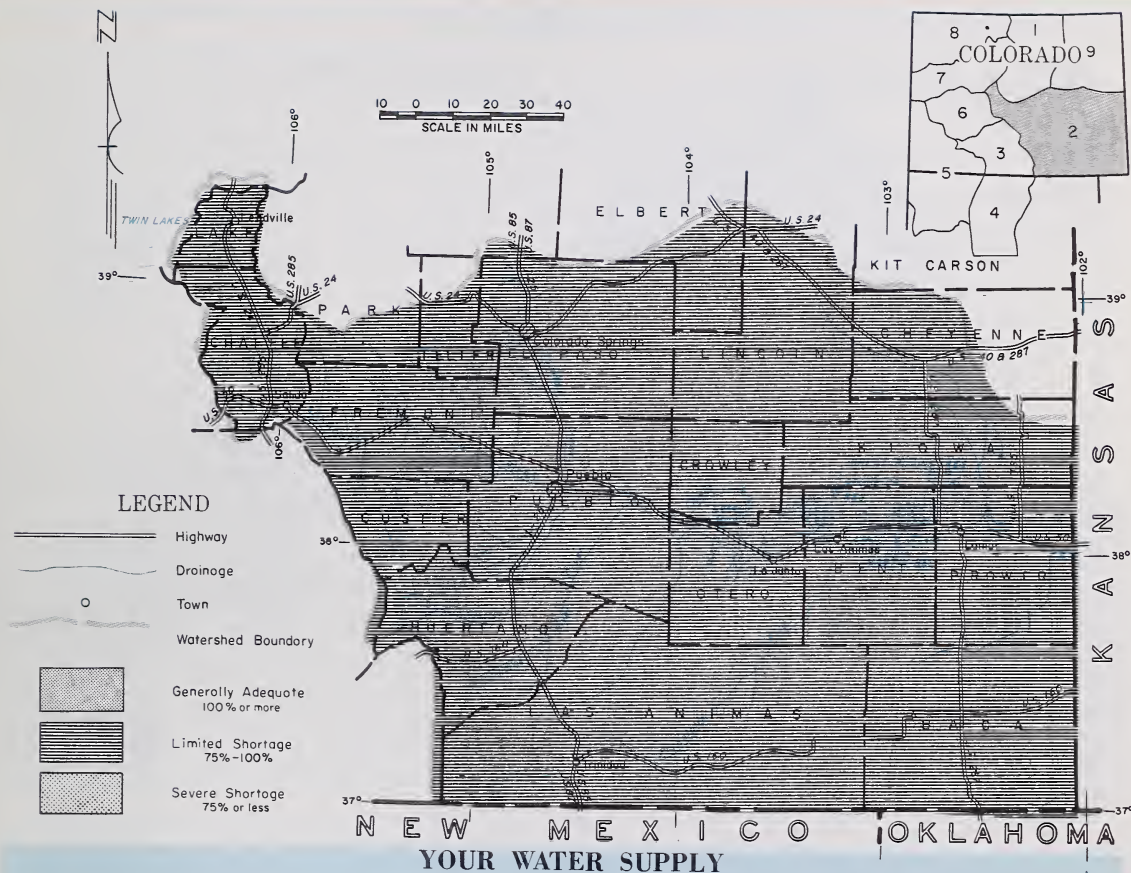 N
8
1
COLORADO 9
7
6
2
3
5
4
10 0 10 20 30 40
SCALE IN MILES
106°
105°
104°
103°
102°
ELBERT
U.S. 24
U.S. 85
U.S. 87
TWIN LAKES
39°
U.S. 285
U.S. 24
PARK
U.S. 24
40 & 287
KIT CARSON
39°
CHEYENNE
40 & 287
Colorado Springs
EL PASO
LINCOLN
CHAFFEE
TELLER
FREMONT
106°
KIOWA
CROWLEY
Pueblo
PUEBLO
CUSTER
38°
Las Animas
Lamar
La Junta
38°
PROWERS
OTERO
HUERFANO
LAS ANIMAS
BACA
U.S. 160
U.S. 160
Trinidad
37°
37°
KANSAS
NEW MEXICO
OKLAHOMA
LEGEND
Highway
Drainage
Town
Watershed Boundary
Generally Adequate
100% or more
Limited Shortage
75%-100%
Severe Shortage
75% or less
YOUR WATER SUPPLY